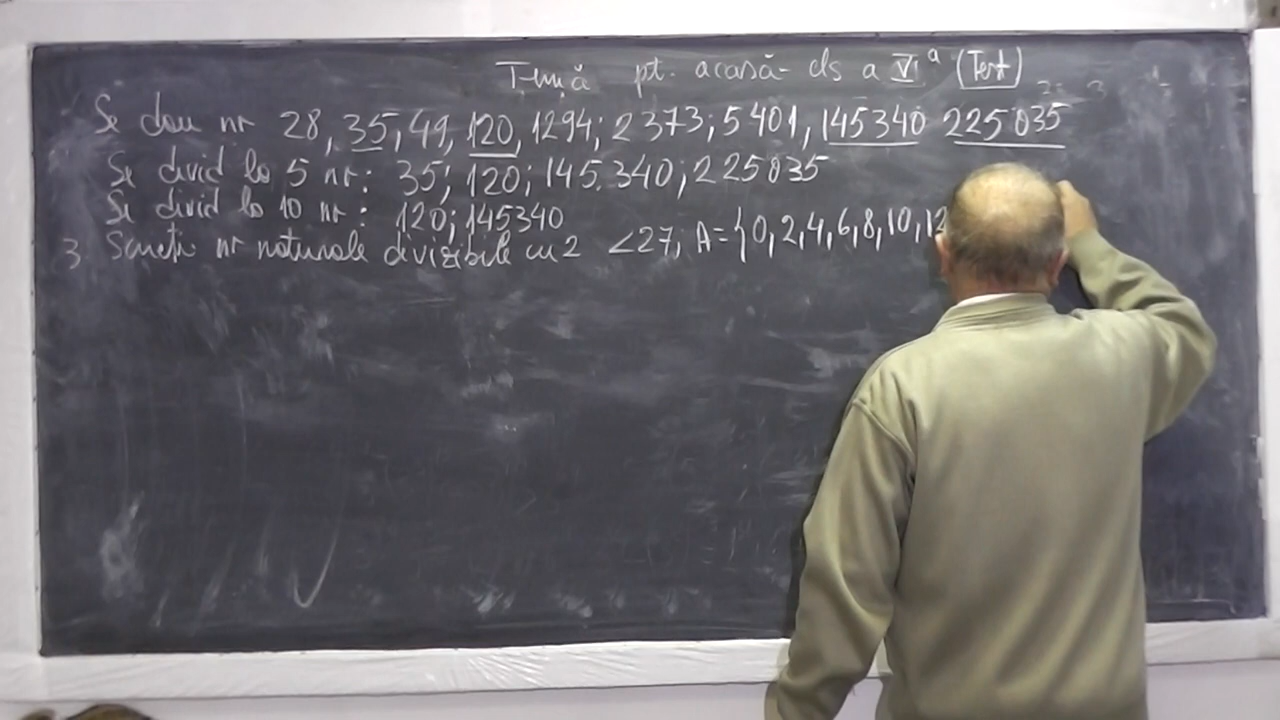 Temă pt. acasă cls a VI a (Test)
Se dau nr 28, 35, 49, 120, 1294; 2373; 5401, 145340 225035
Se divid la 5 nr: 35; 120; 145.340; 225035
Se divid la 10 nr: 120; 145340
3. Scrieți nr naturale divizibile cu 2 <27, A={0, 2, 4, 6, 8, 10, 12